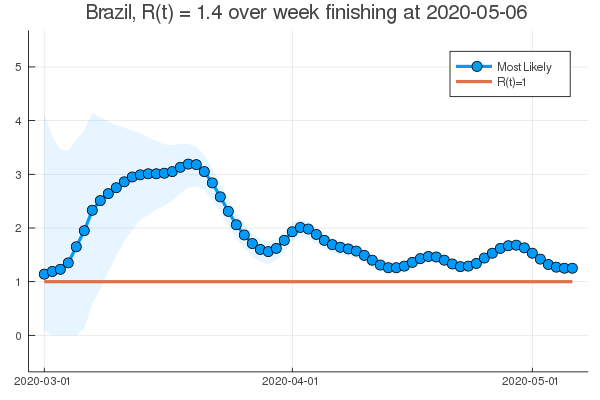 Brazil, R(t) = 1.4 over week finishing at 2020-05-06
5
Most Likely
R(t)=1
4
3
2
1
0
2020-03-01 2020-04-01 2020-05-01